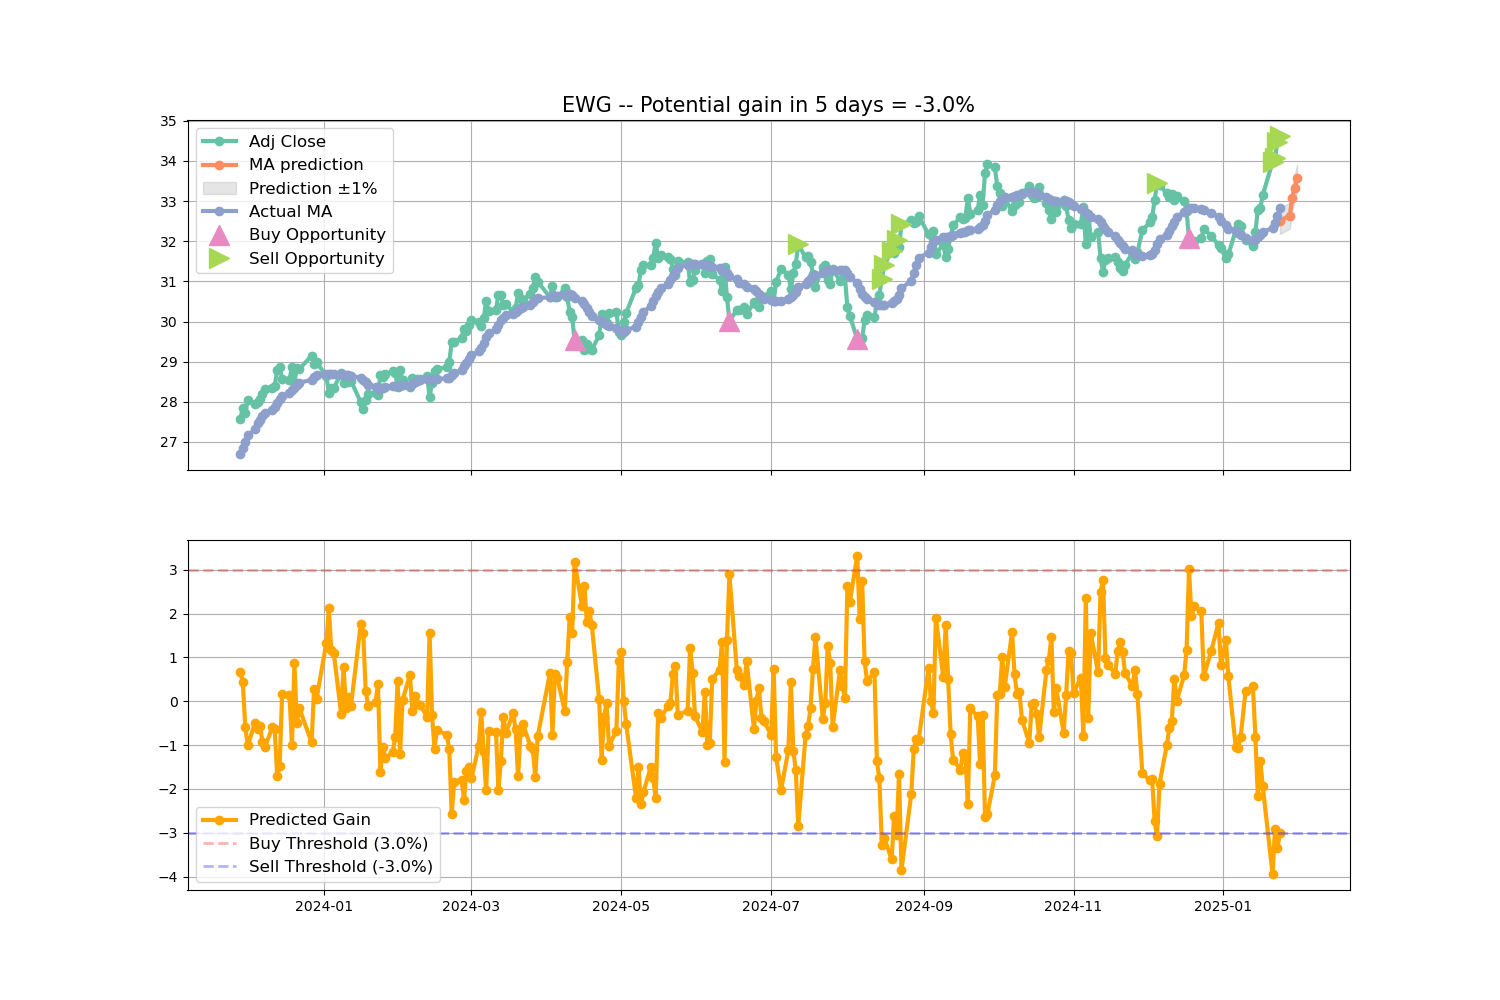 EWG -- Potential gain in 5 days = -3.0%
35
34
33
32
31
30
29
28
27
Adj Close
MA prediction
Prediction ±1%
Actual MA
Buy Opportunity
Sell Opportunity
3
2
1
0
−1
−2
−3
−4
Predicted Gain
Buy Threshold (3.0%)
Sell Threshold (-3.0%)
2024-01
2024-03
2024-05
2024-07
2024-09
2024-11
2025-01